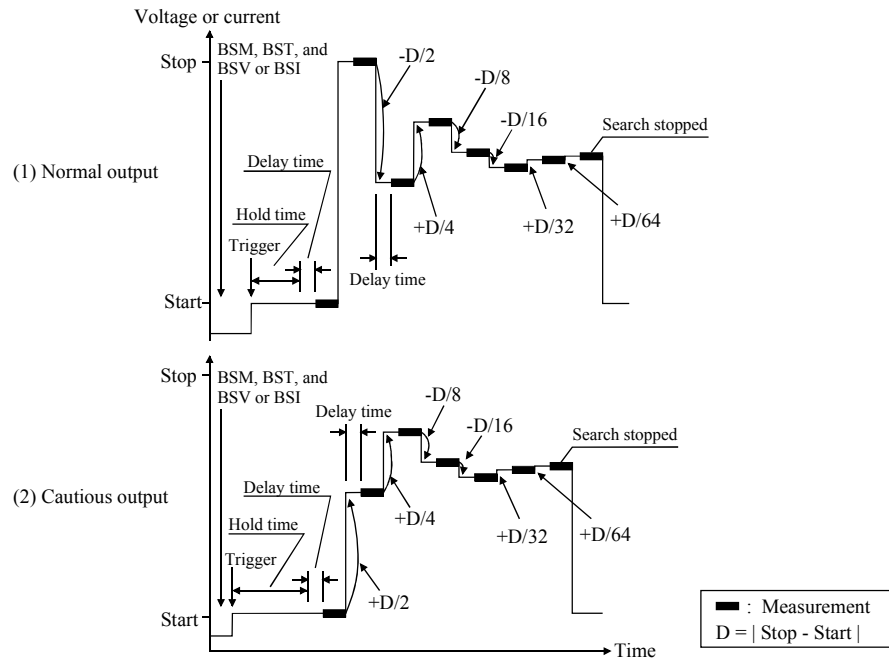 Voltage or current
Stop
BSM, BST, and
BSV or BSI
-D/2
-D/8
-D/16
Search stopped
(1) Normal output
Delay time
Hold time
Trigger
+D/4
+D/32
+D/64
Delay time
Start
Stop
BSM, BST, and
BSV or BSI
Delay time
-D/8
-D/16
Search stopped
(2) Cautious output
Delay time
Hold time
Trigger
+D/4
+D/32
+D/64
+D/2
Start
Time
: Measurement
D = | Stop - Start |